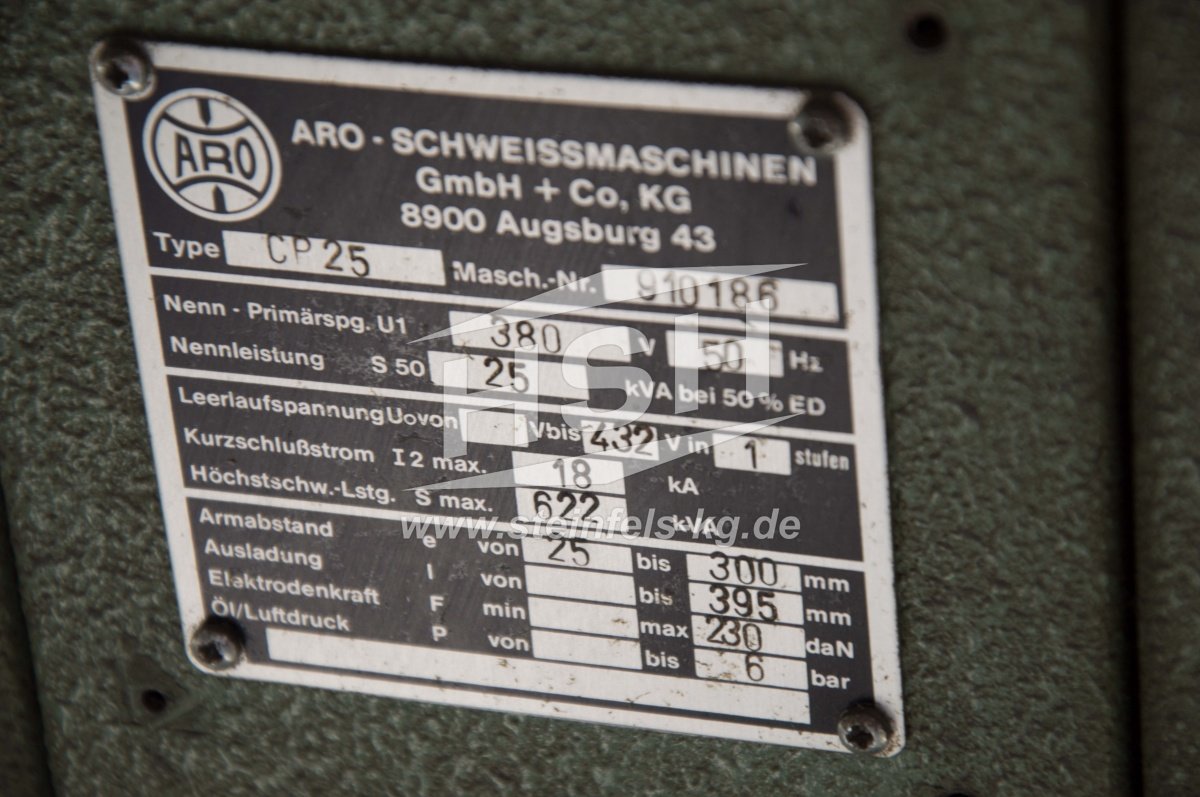 ARO
ARO - SCHWEISSMASCHINEN
GmbH + Co, KG
8900 Augsburg 43
Type CP 25 Masch.-Nr. 910186
Nenn - Primärspg. U1 380 V 50 Hz
Nennleistung S 50 25 kVA bei 50 % ED
Leerlaufspannung Uo von Vbis 432 V in 1 stufen
Kurzschlußstrom I 2 max. 18 kA
Höchstschw.-Lstg. S max. 622 kVA
Armabstand e von 25 bis 300 mm
Ausladung l von bis 395 mm
Elektrodenkraft F min max 230 daN
Öl/Luftdruck P von bis 6 bar
HSH
www.steinfels-kg.de